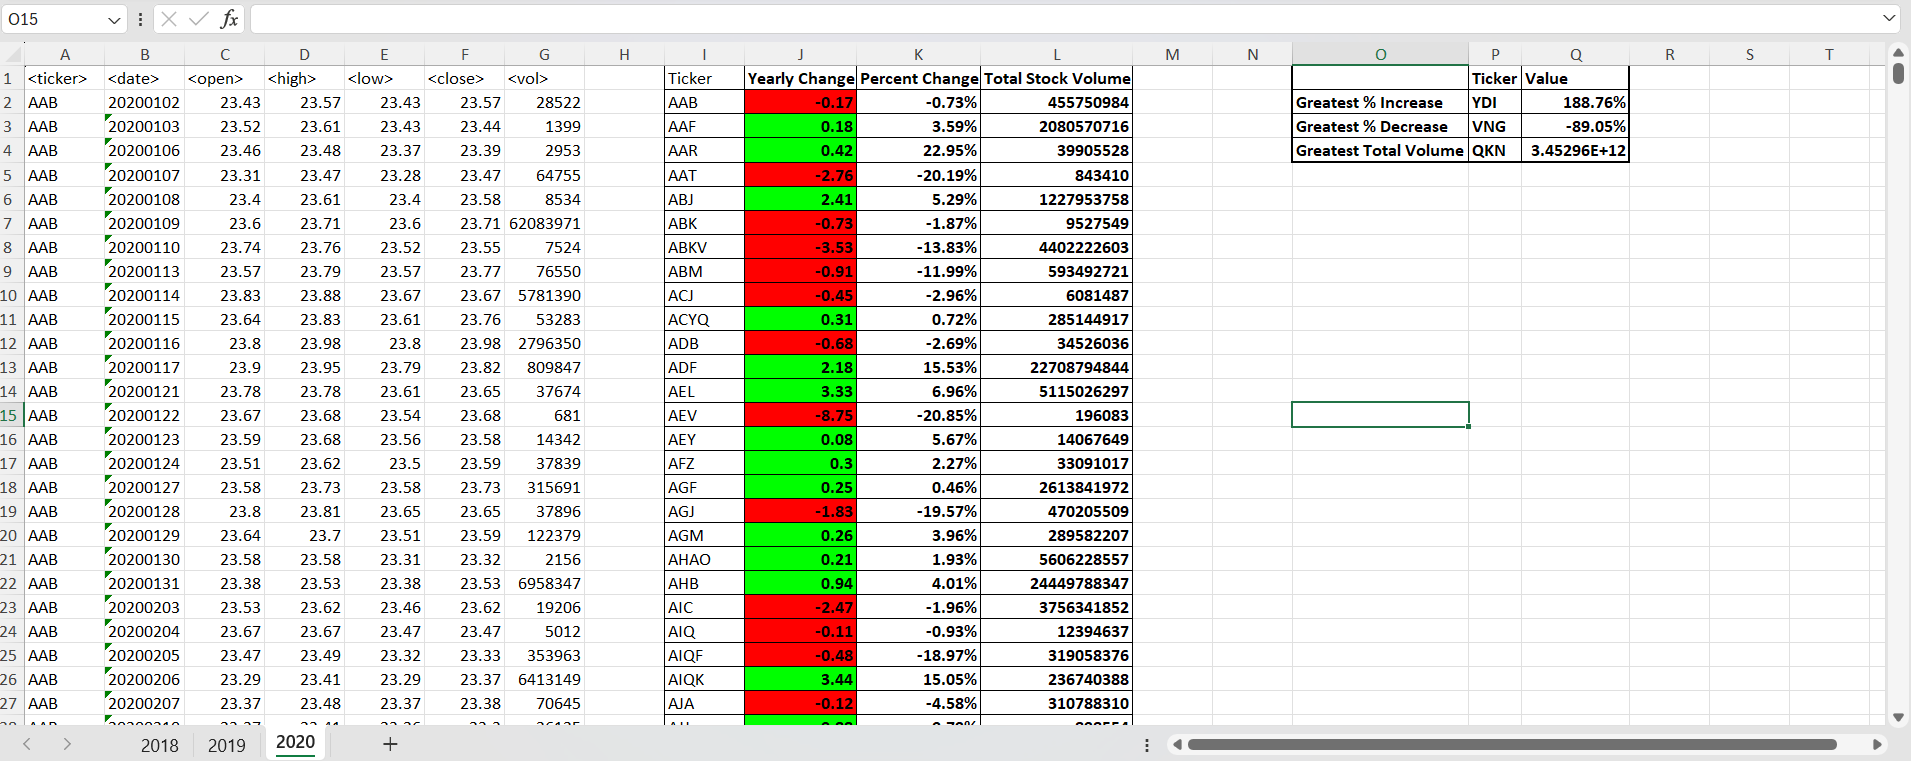 O15 fx
A B C D E F G H I J K L M N O P Q R S T
1 <ticker> <date> <open> <high> <low> <close> <vol> Ticker Yearly Change Percent Change Total Stock Volume Ticker Value
2 AAB 20200102 23.43 23.57 23.43 23.57 28522 AAB -0.17 -0.73% 455750984 Greatest % Increase YDI 188.76%
3 AAB 20200103 23.52 23.61 23.43 23.44 1399 AAF 0.18 3.59% 2080570716 Greatest % Decrease VNG -89.05%
4 AAB 20200106 23.46 23.48 23.37 23.39 2953 AAR 0.42 22.95% 39905528 Greatest Total Volume QKN 3.45296E+12
5 AAB 20200107 23.31 23.47 23.28 23.47 64755 AAT -2.76 -20.19% 843410
6 AAB 20200108 23.4 23.61 23.4 23.58 8534 ABJ 2.41 5.29% 1227953758
7 AAB 20200109 23.6 23.71 23.6 23.71 62083971 ABK -0.73 -1.87% 9527549
8 AAB 20200110 23.74 23.76 23.52 23.55 7524 ABKV -3.53 -13.83% 4402222603
9 AAB 20200113 23.57 23.79 23.57 23.77 76550 ABM -0.91 -11.99% 593492721
10 AAB 20200114 23.83 23.88 23.67 23.67 5781390 ACJ -0.45 -2.96% 6081487
11 AAB 20200115 23.64 23.83 23.61 23.76 53283 ACYQ 0.31 0.72% 285144917
12 AAB 20200116 23.8 23.98 23.8 23.98 2796350 ADB -0.68 -2.69% 34526036
13 AAB 20200117 23.9 23.95 23.79 23.82 809847 ADF 2.18 15.53% 22708794844
14 AAB 20200121 23.78 23.78 23.61 23.65 37674 AEL 3.33 6.96% 5115026297
15 AAB 20200122 23.67 23.68 23.54 23.68 681 AEV -8.75 -20.85% 196083
16 AAB 20200123 23.59 23.68 23.56 23.58 14342 AEY 0.08 5.67% 14067649
17 AAB 20200124 23.51 23.62 23.5 23.59 37839 AFZ 0.3 2.27% 33091017
18 AAB 20200127 23.58 23.73 23.58 23.73 315691 AGF 0.25 0.46% 2613841972
19 AAB 20200128 23.8 23.81 23.65 23.65 37896 AGJ -1.83 -19.57% 470205509
20 AAB 20200129 23.64 23.7 23.51 23.59 122379 AGM 0.26 3.96% 289582207
21 AAB 20200130 23.58 23.58 23.31 23.32 2156 AHAO 0.21 1.93% 5606228557
22 AAB 20200131 23.38 23.53 23.38 23.53 6958347 AHB 0.94 4.01% 24449788347
23 AAB 20200203 23.53 23.62 23.46 23.62 19206 AIC -2.47 -1.96% 3756341852
24 AAB 20200204 23.67 23.67 23.47 23.47 5012 AIQ -0.11 -0.93% 12394637
25 AAB 20200205 23.47 23.49 23.32 23.33 353963 AIQF -0.48 -18.97% 319058376
26 AAB 20200206 23.29 23.41 23.29 23.37 6413149 AIQK 3.44 15.05% 236740388
27 AAB 20200207 23.37 23.48 23.37 23.38 70645 AJA -0.12 -4.58% 310788310
2018 2019 2020